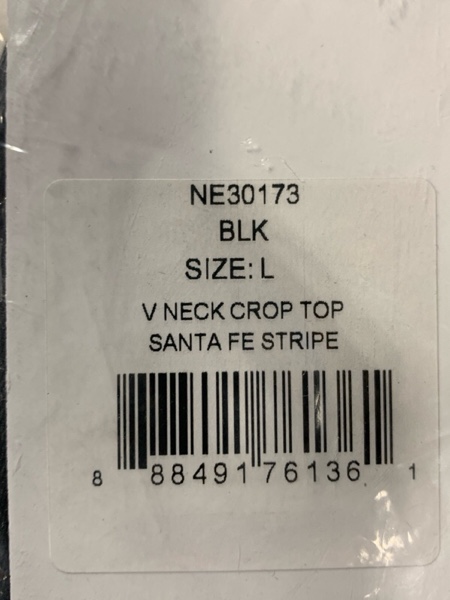 NE30173
BLK
SIZE: L
V NECK CROP TOP
SANTA FE STRIPE
8 88491 76136 1